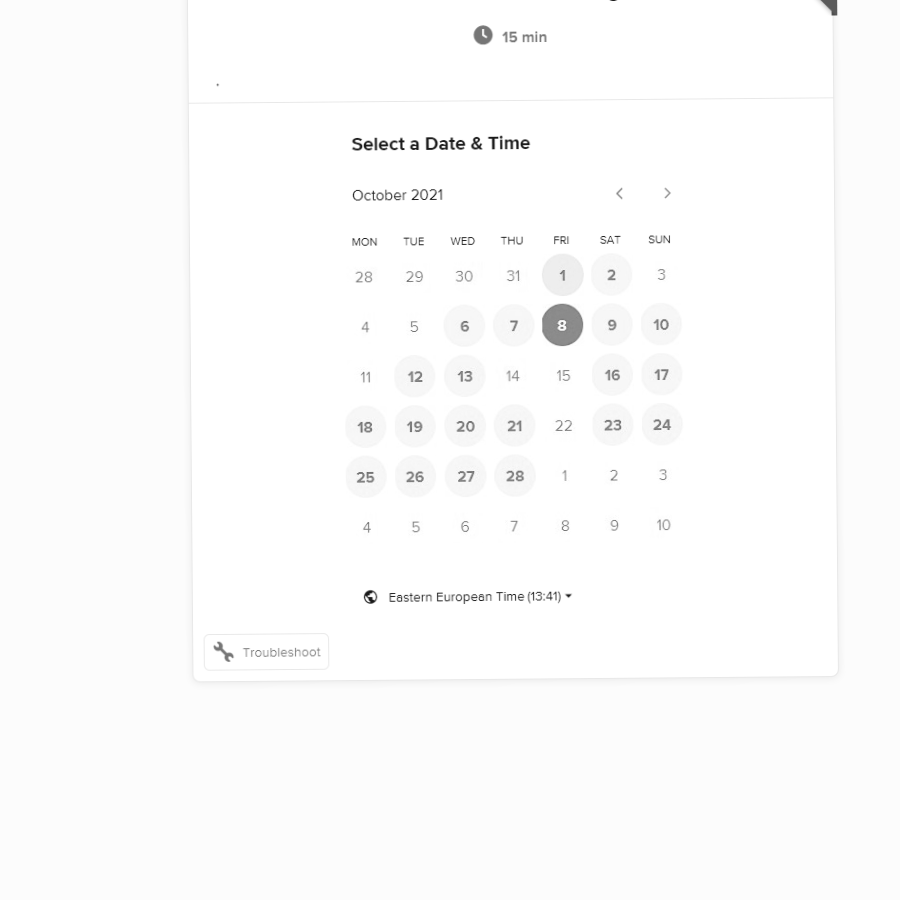 15 min
.
Select a Date & Time
October 2021
MON TUE WED THU FRI SAT SUN
28 29 30 31 1 2 3
4 5 6 7 8 9 10
11 12 13 14 15 16 17
18 19 20 21 22 23 24
25 26 27 28 1 2 3
4 5 6 7 8 9 10
Eastern European Time (13:41)
Troubleshoot